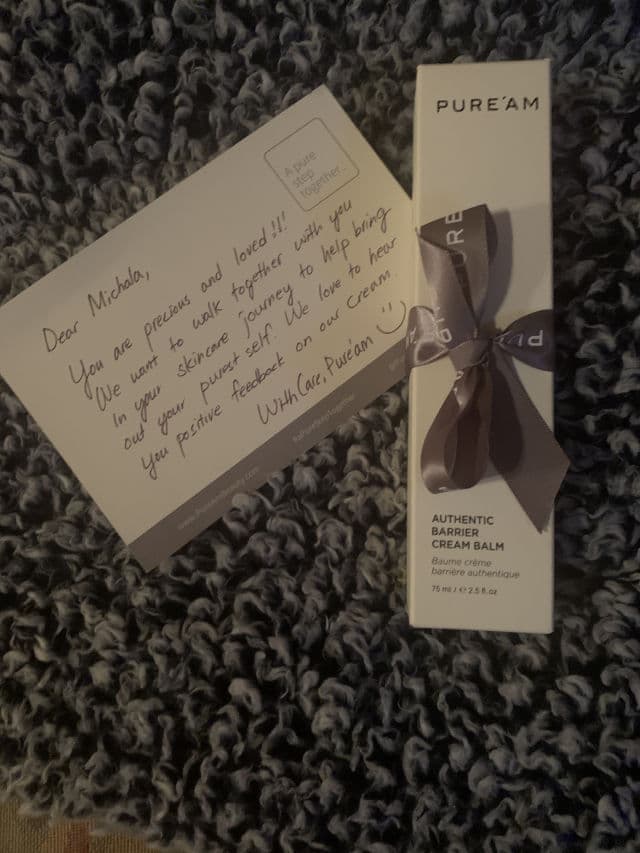 A pure
step
together.
Dear Michala,
You are precious and loved!!!
We want to walk together with you
In your skincare journey to help bring
out your purest self. We love to hear
you positive feedback on our cream.
With Care, Puréam
PURE'AM
AUTHENTIC
BARRIER
CREAM BALM
Baume crème
barrière authentique
75 ml / ℮ 2.5 fl.oz